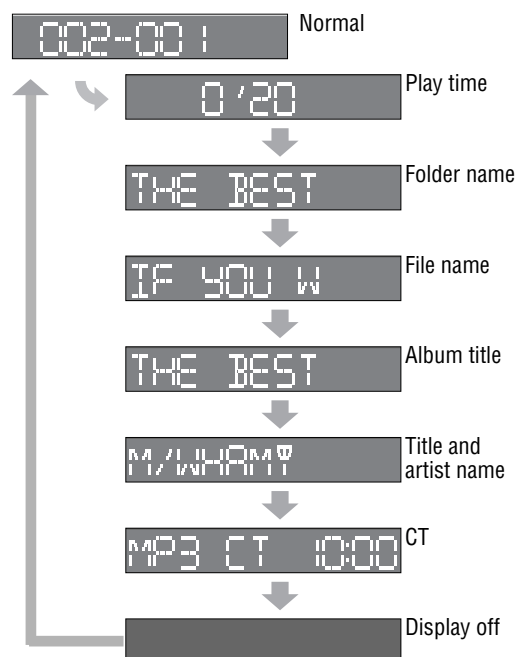 002-001 Normal
0'20 Play time
THE BEST Folder name
IF YOU W File name
THE BEST Album title
M/WHAM Title and
artist name
MP3 CT 10:00 CT
Display off